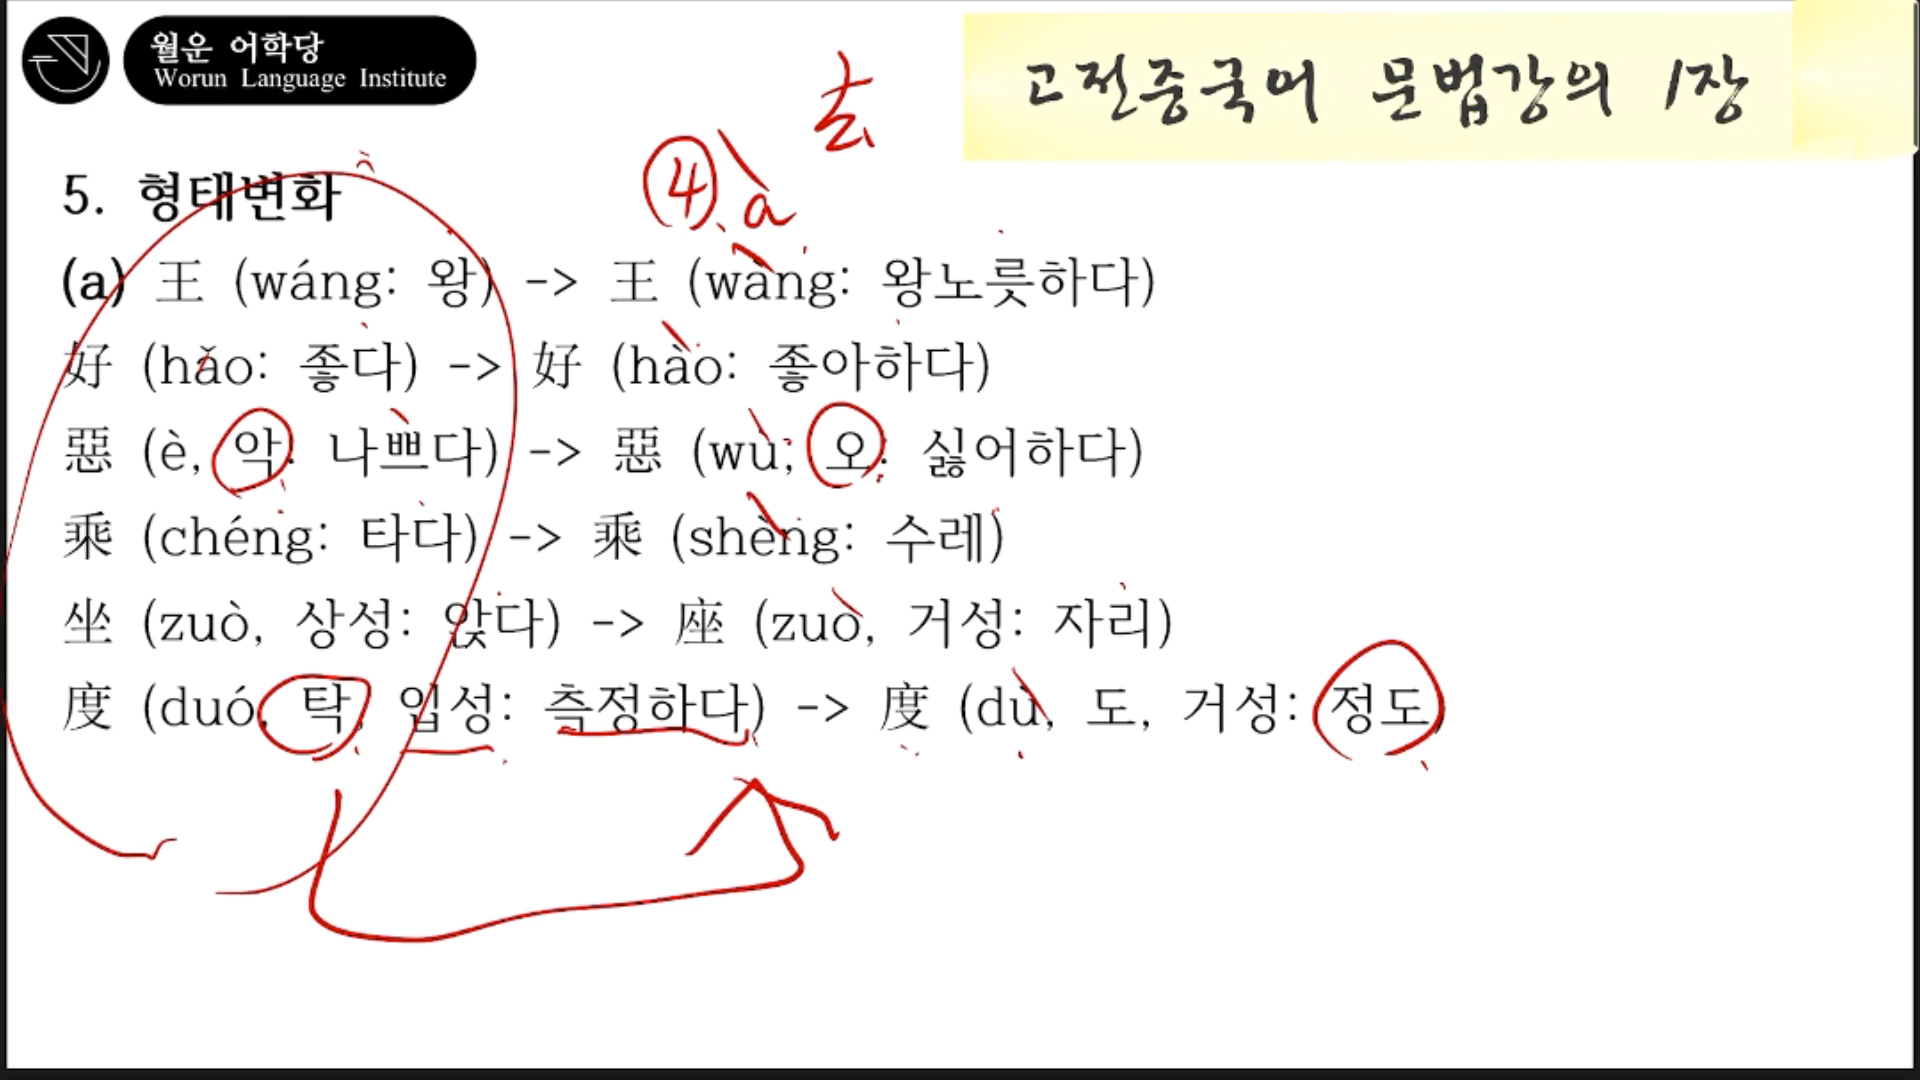 월운 어학당
Worun Language Institute
고전중국어 문법강의 1장
去
④ à
5. 형태변화
(a) 王 (wáng: 왕) -> 王 (wàng: 왕노릇하다)
好 (hǎo: 좋다) -> 好 (hào: 좋아하다)
惡 (è, 악: 나쁘다) -> 惡 (wù; 오: 싫어하다)
乘 (chéng: 타다) -> 乘 (shèng: 수레)
坐 (zuò, 상성: 앉다) -> 座 (zuò, 거성: 자리)
度 (duó, 탁, 입성: 측정하다) -> 度 (dù, 도, 거성: 정도)